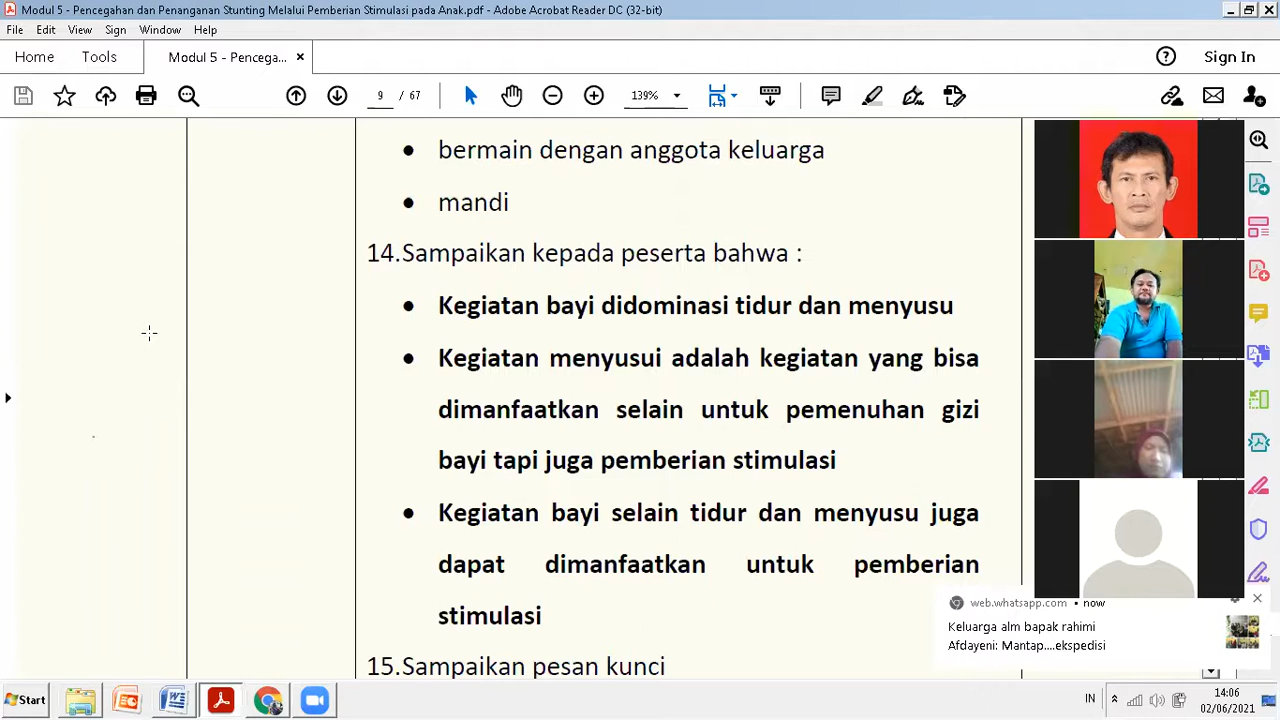 Modul 5 - Pencegahan dan Penanganan Stunting Melalui Pemberian Stimulasi pada Anak.pdf - Adobe Acrobat Reader DC (32-bit)
File Edit View Sign Window Help
Home Tools Modul 5 - Pencega... × Sign In
9 / 67 139%
• bermain dengan anggota keluarga
• mandi
14.Sampaikan kepada peserta bahwa :
• Kegiatan bayi didominasi tidur dan menyusu
• Kegiatan menyusui adalah kegiatan yang bisa
dimanfaatkan selain untuk pemenuhan gizi
bayi tapi juga pemberian stimulasi
• Kegiatan bayi selain tidur dan menyusu juga
dapat dimanfaatkan untuk pemberian
stimulasi
15.Sampaikan pesan kunci
web.whatsapp.com • now
Keluarga alm bapak rahimi
Afdayeni: Mantap....ekspedisi
Start IN 14:06
02/06/2021